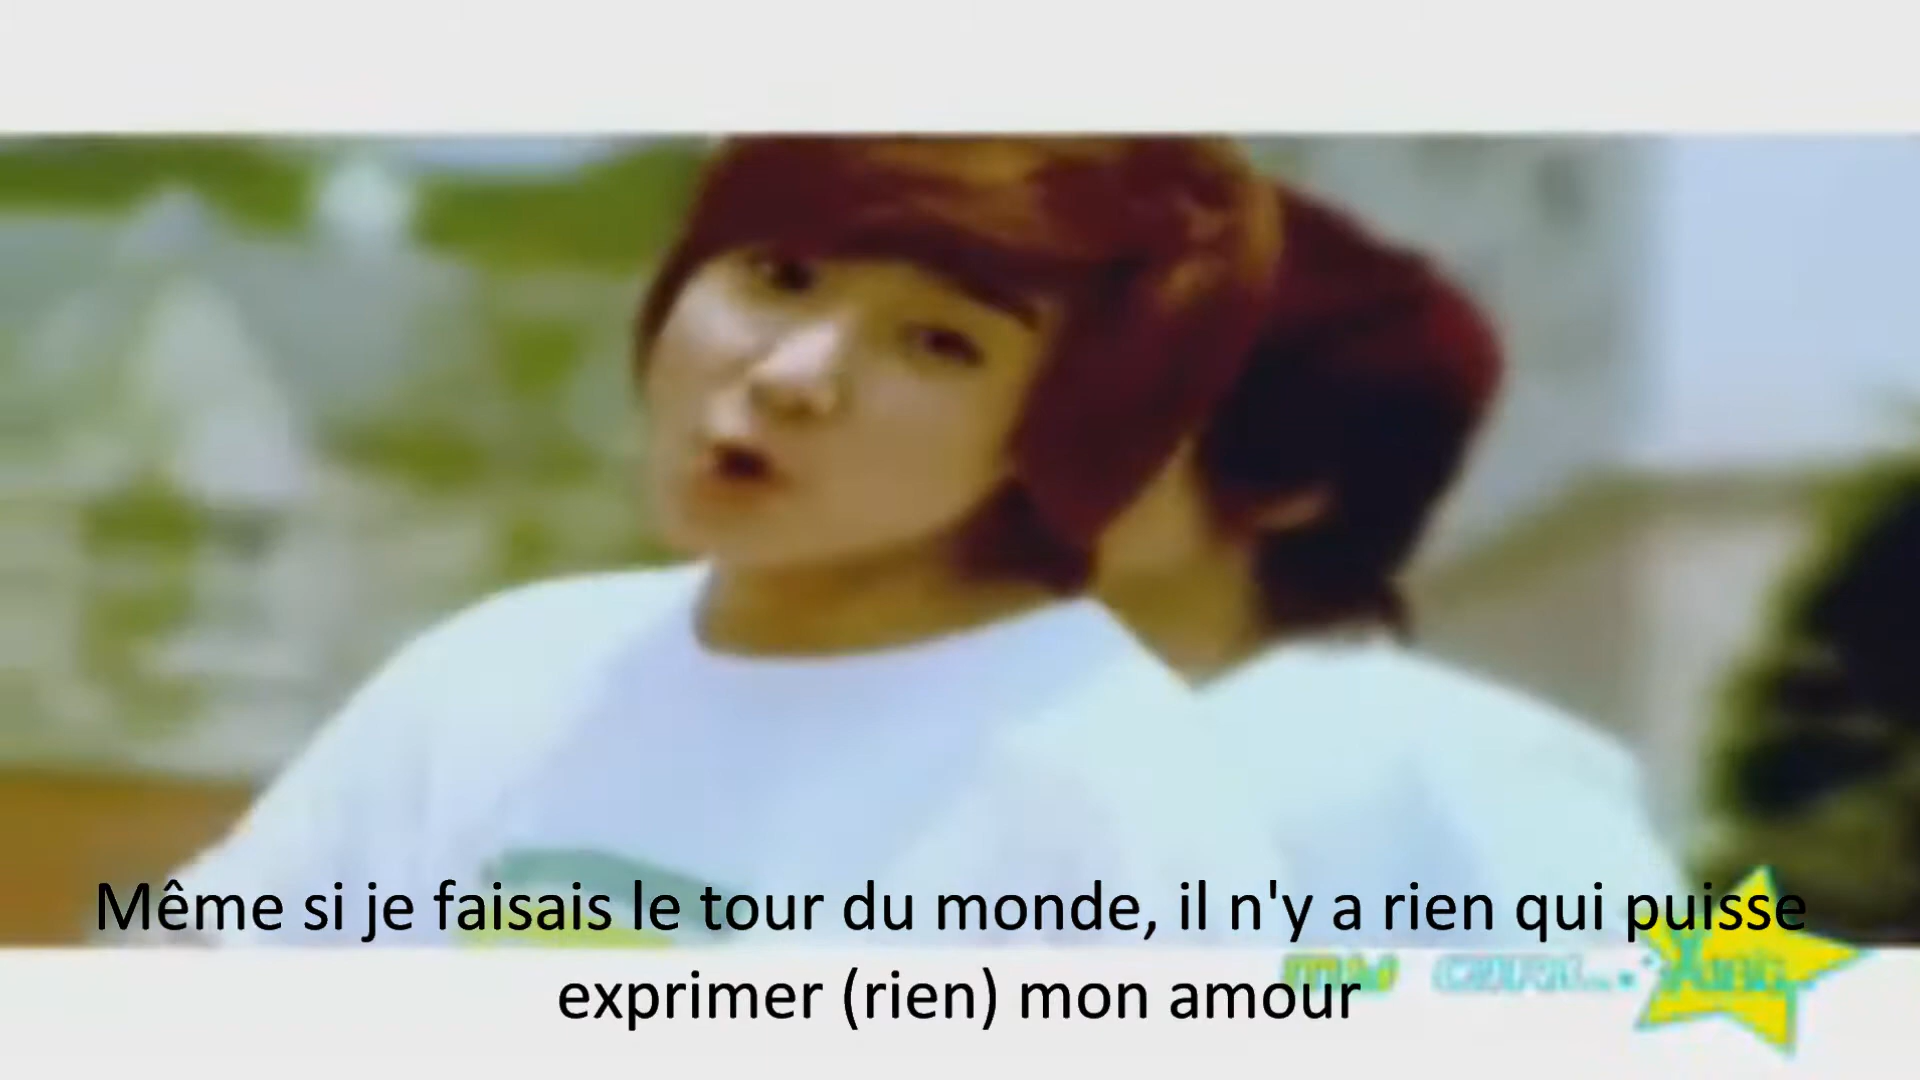 Même si je faisais le tour du monde, il n'y a rien qui puisse
exprimer (rien) mon amour